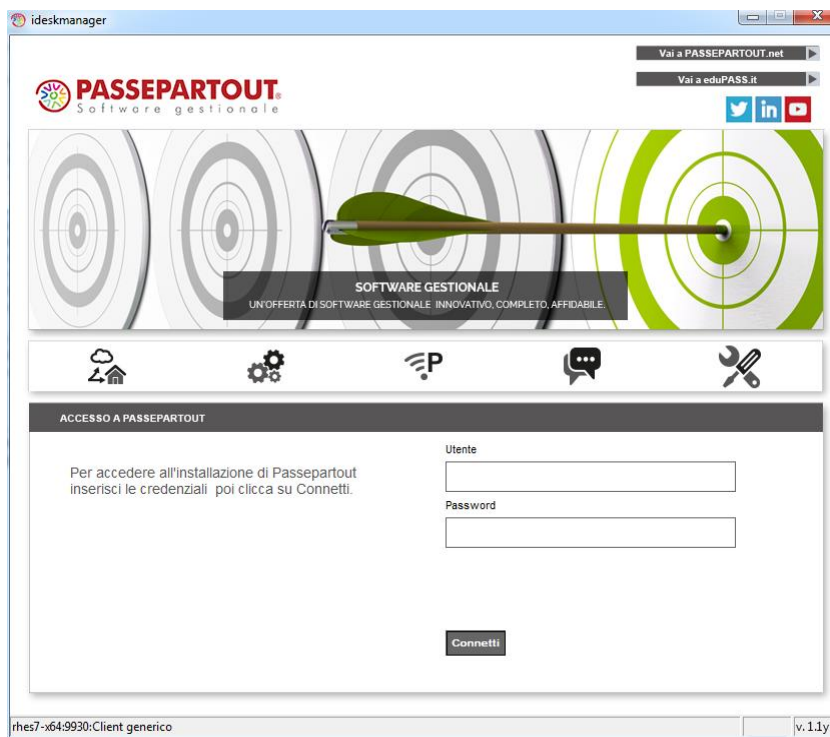 ideskmanager
Vai a PASSEPARTOUT.net
Vai a eduPASS.it
PASSEPARTOUT®
Software gestionale
in
SOFTWARE GESTIONALE
UN'OFFERTA DI SOFTWARE GESTIONALE INNOVATIVO, COMPLETO, AFFIDABILE.
P
ACCESSO A PASSEPARTOUT
Per accedere all'installazione di Passepartout
inserisci le credenziali poi clicca su Connetti.
Utente
Password
Connetti
rhes7-x64:9930:Client generico
v. 1.1y